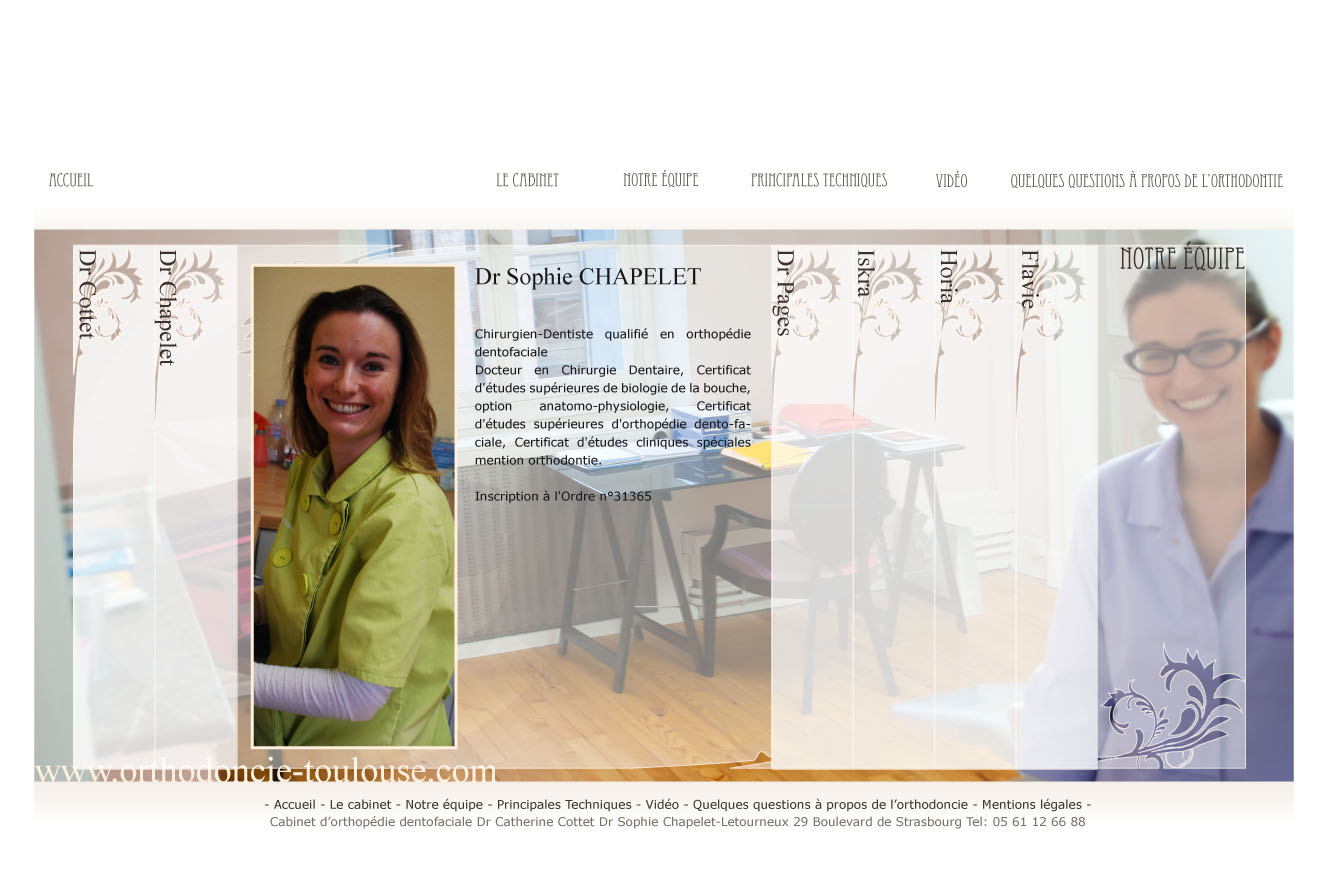 ACCUEIL
LE CABINET
NOTRE ÉQUIPE
PRINCIPALES TECHNIQUES
VIDÉO
QUELQUES QUESTIONS À PROPOS DE L'ORTHODONTIE
Dr Cottet
Dr Chapelet
Dr Sophie CHAPELET
Chirurgien-Dentiste qualifié en orthopédie
dentofaciale
Docteur en Chirurgie Dentaire, Certificat
d'études supérieures de biologie de la bouche,
option anatomo-physiologie, Certificat
d'études supérieures d'orthopédie dento-fa-
ciale, Certificat d'études cliniques spéciales
mention orthodontie.
Inscription à l'Ordre n°31365
Dr Pages
Iskra
Horia
Flavie
NOTRE ÉQUIPE
www.orthodoncie-toulouse.com
- Accueil - Le cabinet - Notre équipe - Principales Techniques - Vidéo - Quelques questions à propos de l’orthodoncie - Mentions légales -
Cabinet d’orthopédie dentofaciale Dr Catherine Cottet Dr Sophie Chapelet-Letourneux 29 Boulevard de Strasbourg Tel: 05 61 12 66 88